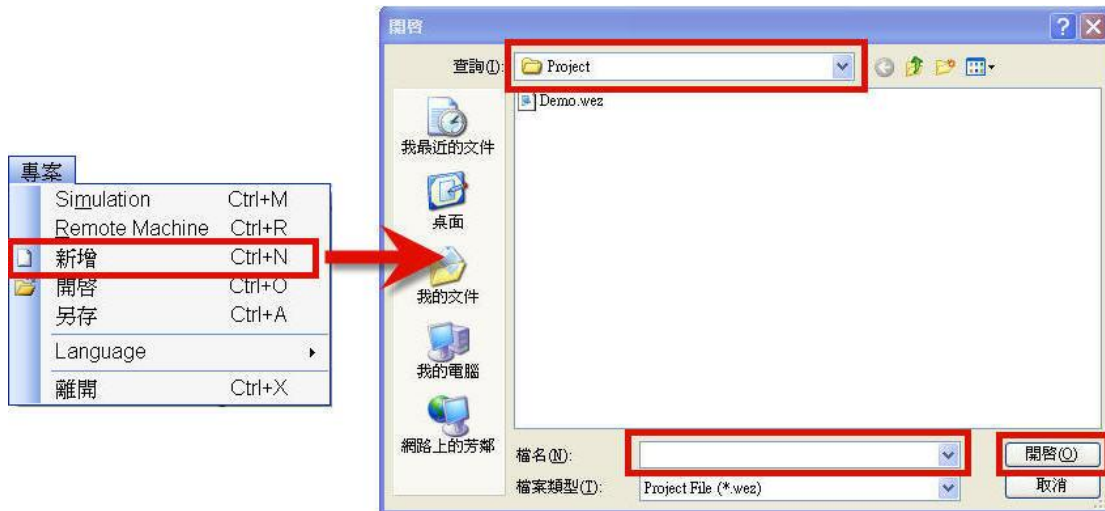 專案
Simulation Ctrl+M
Remote Machine Ctrl+R
新增 Ctrl+N
開啓 Ctrl+O
另存 Ctrl+A
Language
離開 Ctrl+X
開啓
查詢(I): Project
Demo.wez
我最近的文件
桌面
我的文件
我的電腦
網路上的芳鄰
檔名(N):
開啓(O)
檔案類型(T): Project File (*.wez)
取消